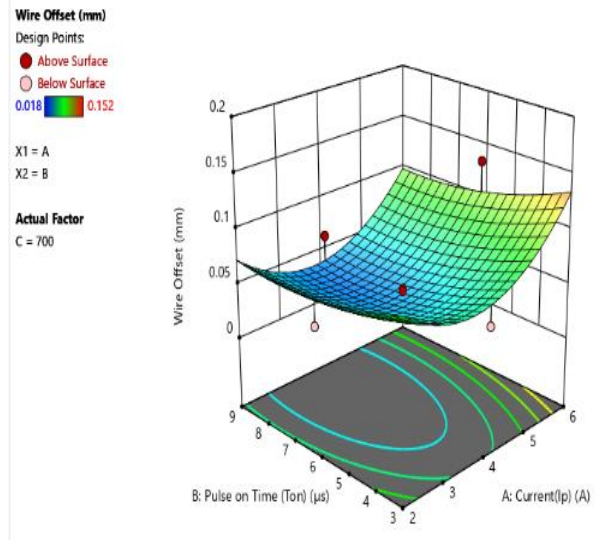 Wire Offset (mm)
Design Points:
Above Surface
Below Surface
0.018 0.152
X1 = A
X2 = B
Actual Factor
C = 700
Wire Offset (mm)
0.2
0.15
0.1
0.05
0
9
8
7
6
5
4
3
B: Pulse on Time (Ton) (µs)
2
3
4
5
6
A: Current(Ip) (A)